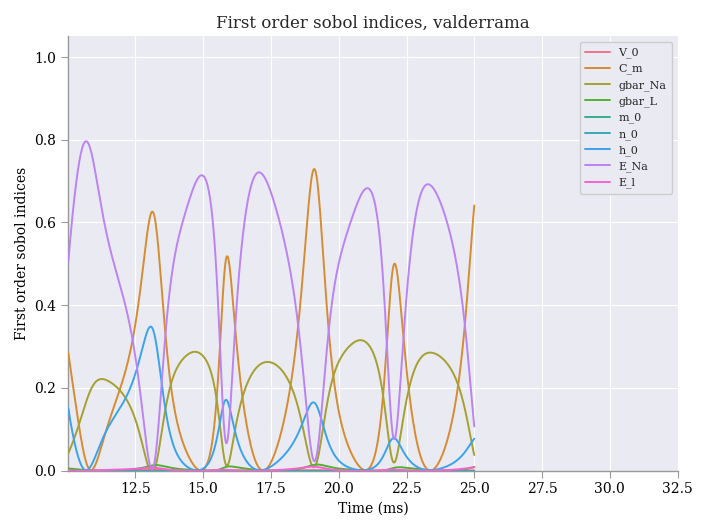 First order sobol indices, valderrama
First order sobol indices
1.0
0.8
0.6
0.4
0.2
0.0
V_0
C_m
gbar_Na
gbar_L
m_0
n_0
h_0
E_Na
E_l
12.5 15.0 17.5 20.0 22.5 25.0 27.5 30.0 32.5
Time (ms)